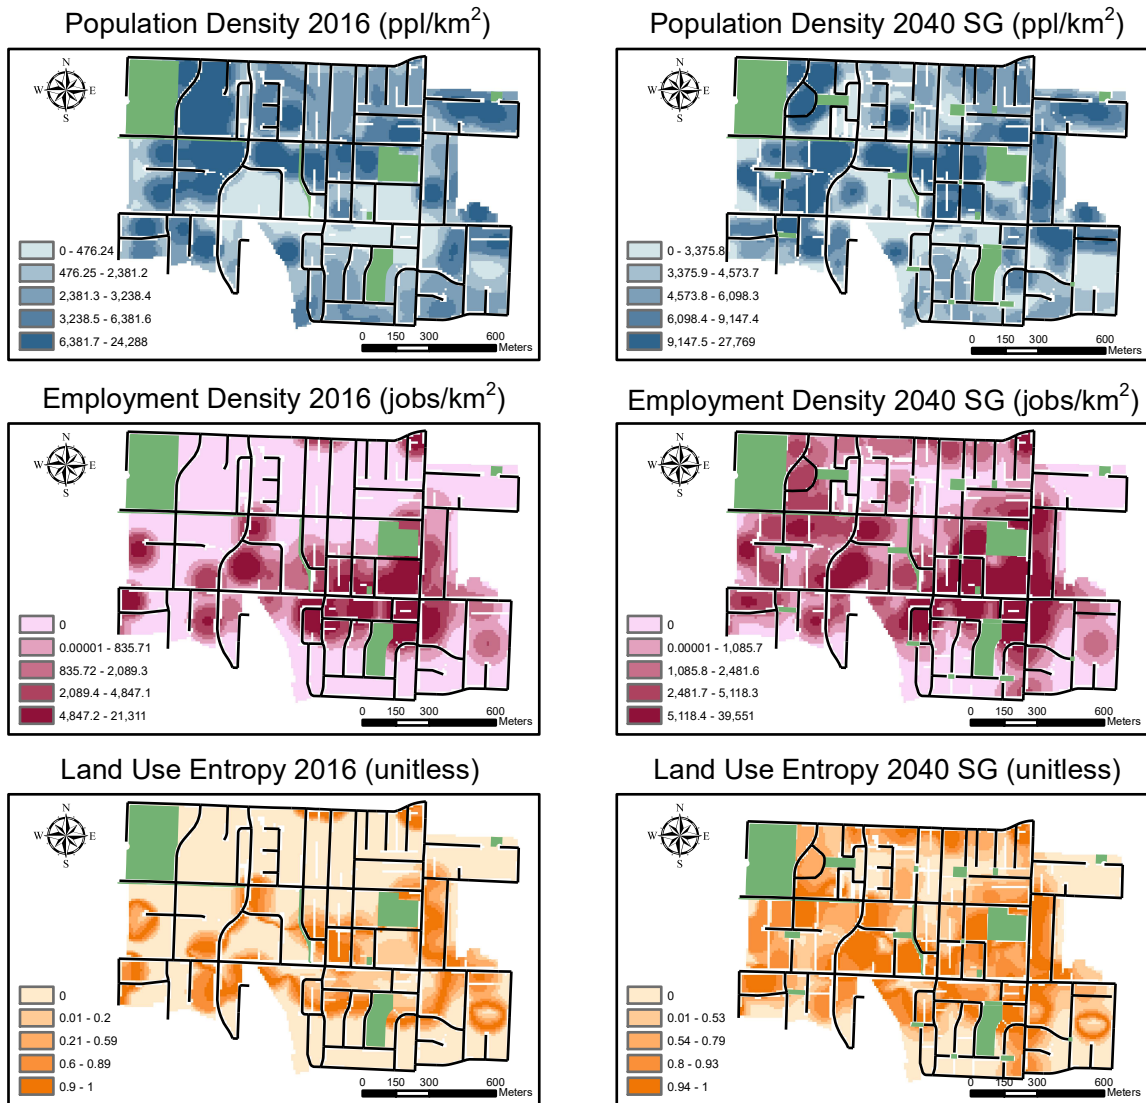 Population Density 2016 (ppl/km²)
N
W E
S
0 - 476.24
476.25 - 2,381.2
2,381.3 - 3,238.4
3,238.5 - 6,381.6
6,381.7 - 24,288
0 150 300 600
Meters
Population Density 2040 SG (ppl/km²)
N
W E
S
0 - 3,375.8
3,375.9 - 4,573.7
4,573.8 - 6,098.3
6,098.4 - 9,147.4
9,147.5 - 27,769
0 150 300 600
Meters
Employment Density 2016 (jobs/km²)
N
W E
S
0
0.00001 - 835.71
835.72 - 2,089.3
2,089.4 - 4,847.1
4,847.2 - 21,311
0 150 300 600
Meters
Employment Density 2040 SG (jobs/km²)
N
W E
S
0
0.00001 - 1,085.7
1,085.8 - 2,481.6
2,481.7 - 5,118.3
5,118.4 - 39,551
0 150 300 600
Meters
Land Use Entropy 2016 (unitless)
N
W E
S
0
0.01 - 0.2
0.21 - 0.59
0.6 - 0.89
0.9 - 1
0 150 300 600
Meters
Land Use Entropy 2040 SG (unitless)
N
W E
S
0
0.01 - 0.53
0.54 - 0.79
0.8 - 0.93
0.94 - 1
0 150 300 600
Meters